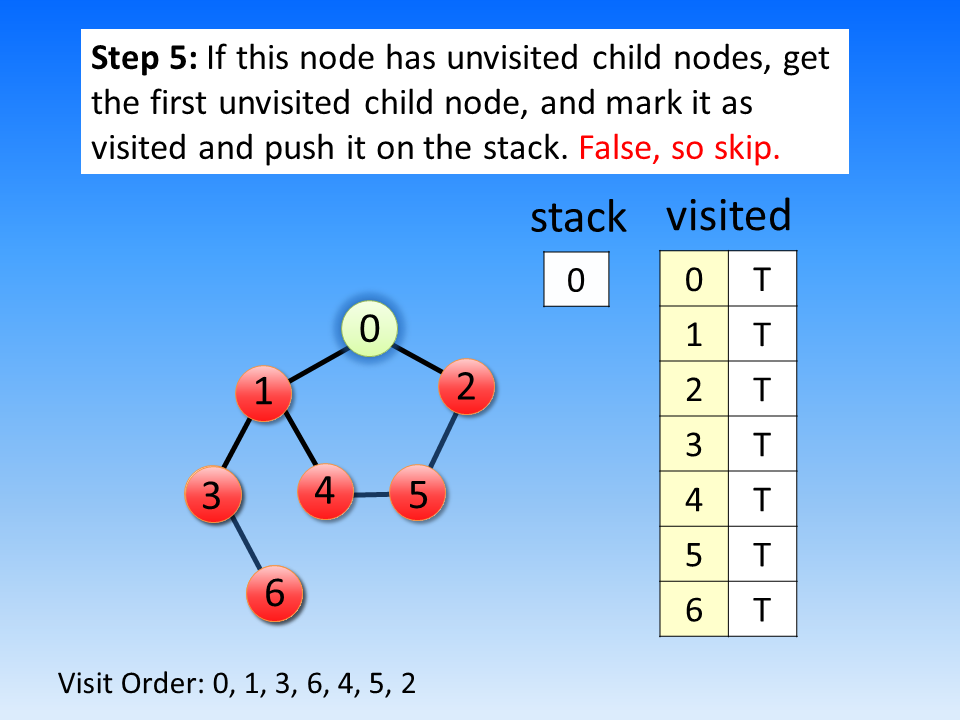 Step 5: If this node has unvisited child nodes, get
the first unvisited child node, and mark it as
visited and push it on the stack. False, so skip.
stack visited
0
0 T
1 T
2 T
3 T
4 T
5 T
6 T
0
1
2
3
4
5
6
Visit Order: 0, 1, 3, 6, 4, 5, 2